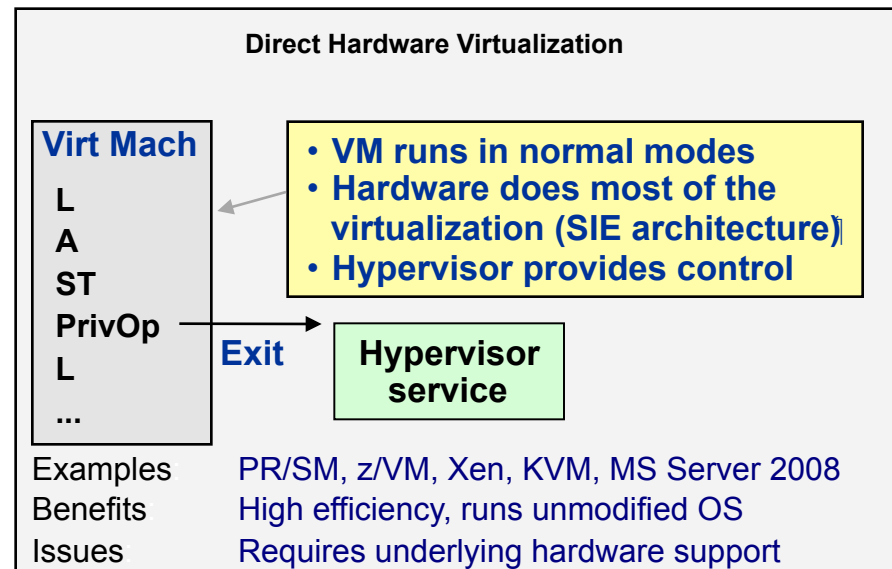 Direct Hardware Virtualization
Virt Mach
L
A
ST
PrivOp
L
...
• VM runs in normal modes
• Hardware does most of the
virtualization (SIE architecture)
• Hypervisor provides control
Exit
Hypervisor
service
Examples: PR/SM, z/VM, Xen, KVM, MS Server 2008
Benefits: High efficiency, runs unmodified OS
Issues: Requires underlying hardware support